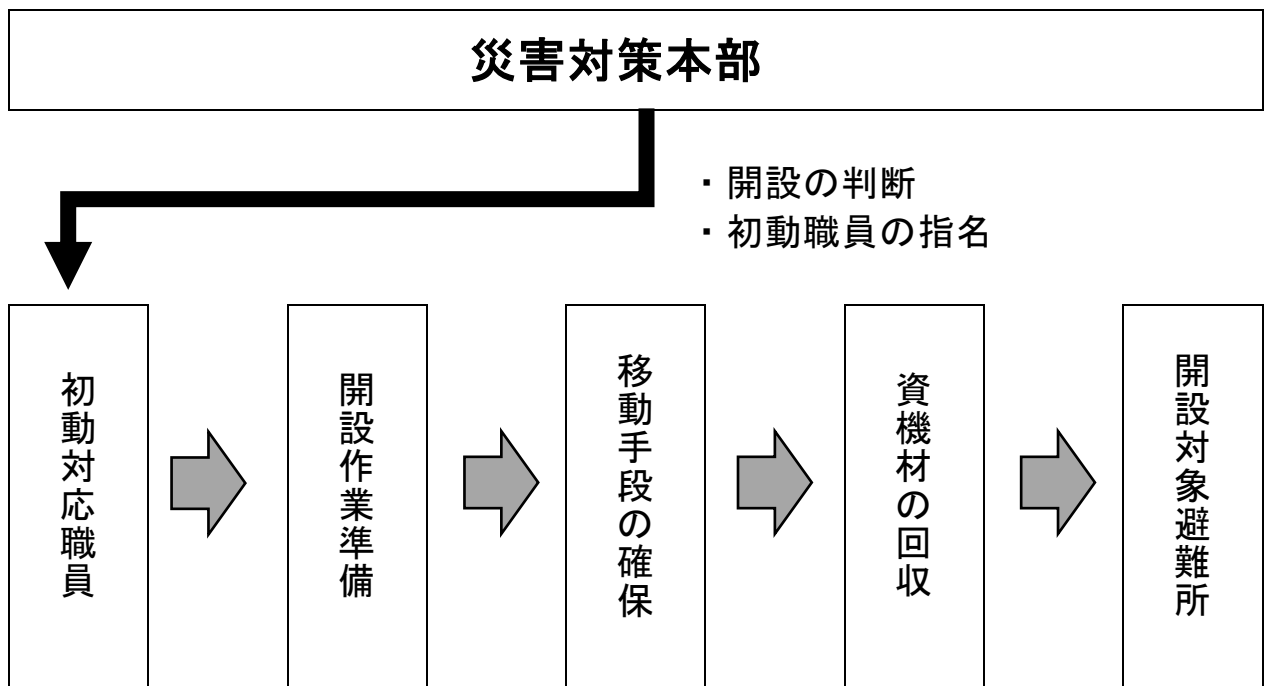 災害対策本部
・開設の判断
・初動職員の指名
初動対応職員
開設作業準備
移動手段の確保
資機材の回収
開設対象避難所